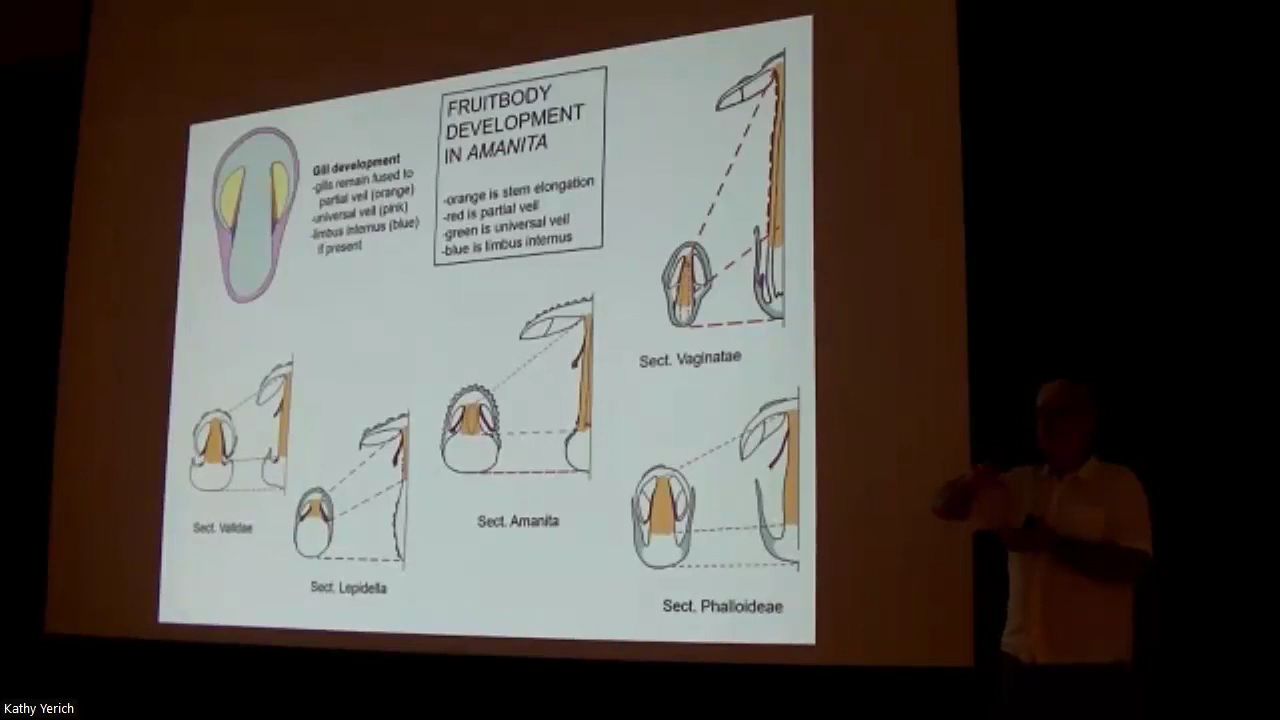 FRUITBODY
DEVELOPMENT
IN AMANITA
-orange is stem elongation
-red is partial veil
-green is universal veil
-blue is limbus internus
Gill development
-gills remain fused to
partial veil (orange)
-universal veil (pink)
-limbus internus (blue)
if present
Sect. Vaginatae
Sect. Validae
Sect. Lepidella
Sect. Amanita
Sect. Phalloideae
Kathy Yerich